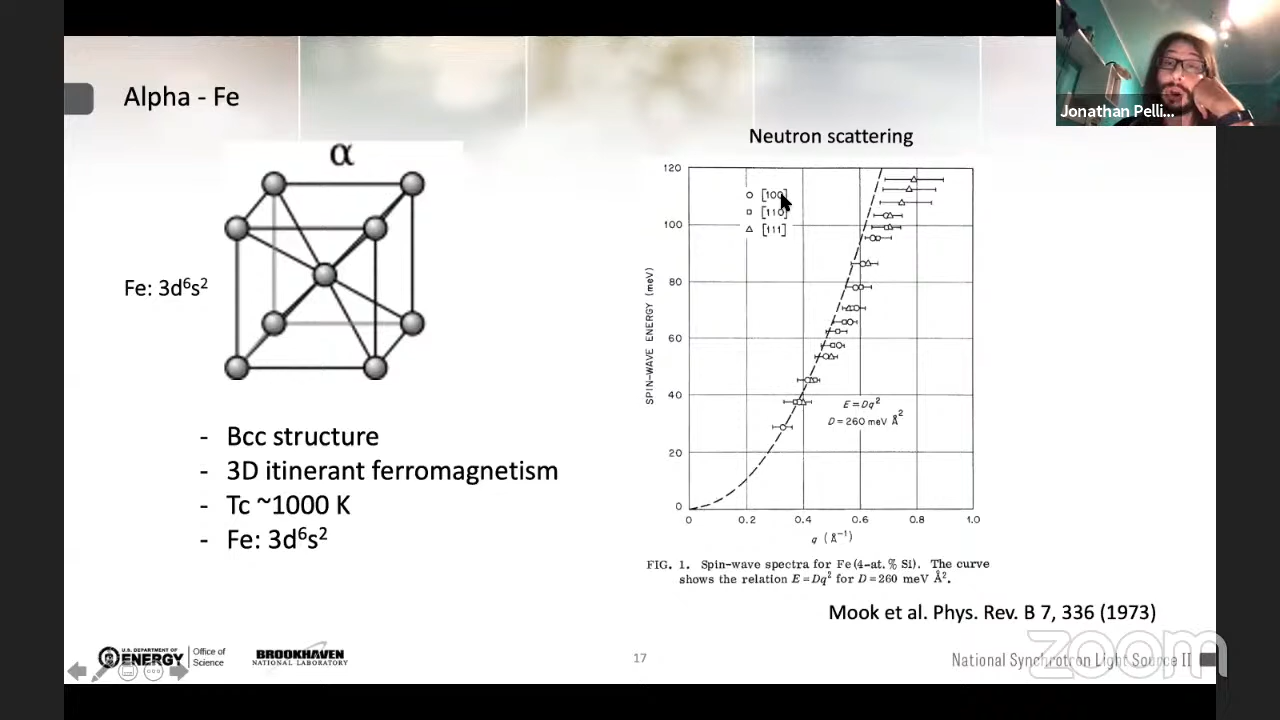 Jonathan Pelli...
Alpha - Fe
α
Fe: 3d⁶s²
- Bcc structure
- 3D itinerant ferromagnetism
- Tc ~1000 K
- Fe: 3d⁶s²
Neutron scattering
120
100
80
60
40
20
0
SPIN-WAVE ENERGY (meV)
○ [100]
□ [110]
△ [111]
E = Dq²
D = 260 meV Å²
0 0.2 0.4 0.6 0.8 1.0
q (Å⁻¹)
FIG. 1. Spin-wave spectra for Fe (4-at. % Si). The curve
shows the relation E = Dq² for D = 260 meV Å².
Mook et al. Phys. Rev. B 7, 336 (1973)
U.S. DEPARTMENT OF
ENERGY
Office of
Science
BROOKHAVEN
NATIONAL LABORATORY
17
National Synchrotron Light Source II
zoom